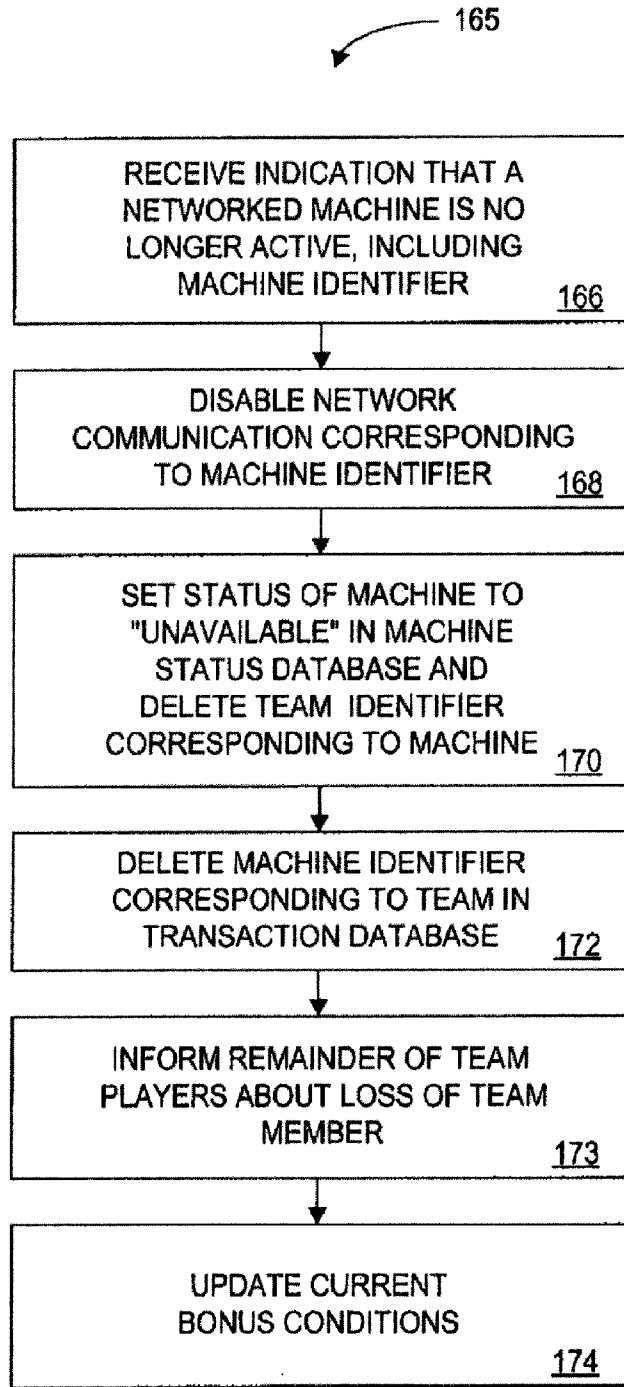 165
RECEIVE INDICATION THAT A
NETWORKED MACHINE IS NO
LONGER ACTIVE, INCLUDING
MACHINE IDENTIFIER
166
DISABLE NETWORK
COMMUNICATION CORRESPONDING
TO MACHINE IDENTIFIER
168
SET STATUS OF MACHINE TO
"UNAVAILABLE" IN MACHINE
STATUS DATABASE AND
DELETE TEAM IDENTIFIER
CORRESPONDING TO MACHINE
170
DELETE MACHINE IDENTIFIER
CORRESPONDING TO TEAM IN
TRANSACTION DATABASE
172
INFORM REMAINDER OF TEAM
PLAYERS ABOUT LOSS OF TEAM
MEMBER
173
UPDATE CURRENT
BONUS CONDITIONS
174